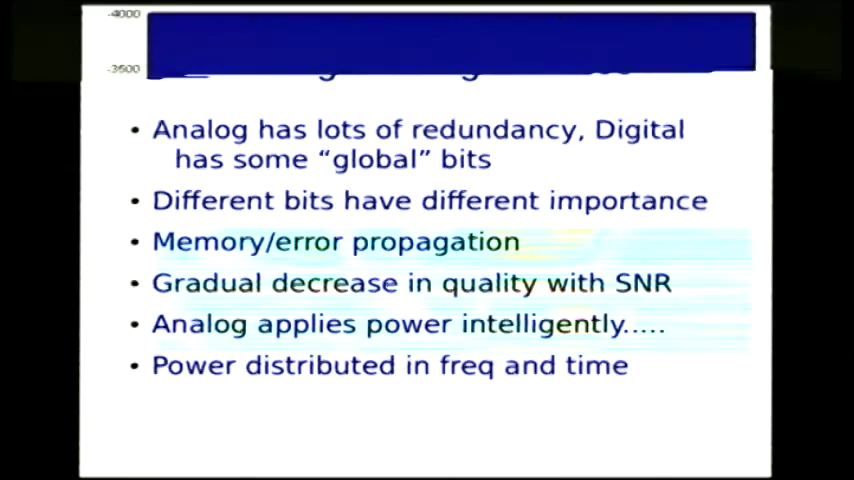 -4000
-3500
• Analog has lots of redundancy, Digital
has some “global” bits
• Different bits have different importance
• Memory/error propagation
• Gradual decrease in quality with SNR
• Analog applies power intelligently.....
• Power distributed in freq and time